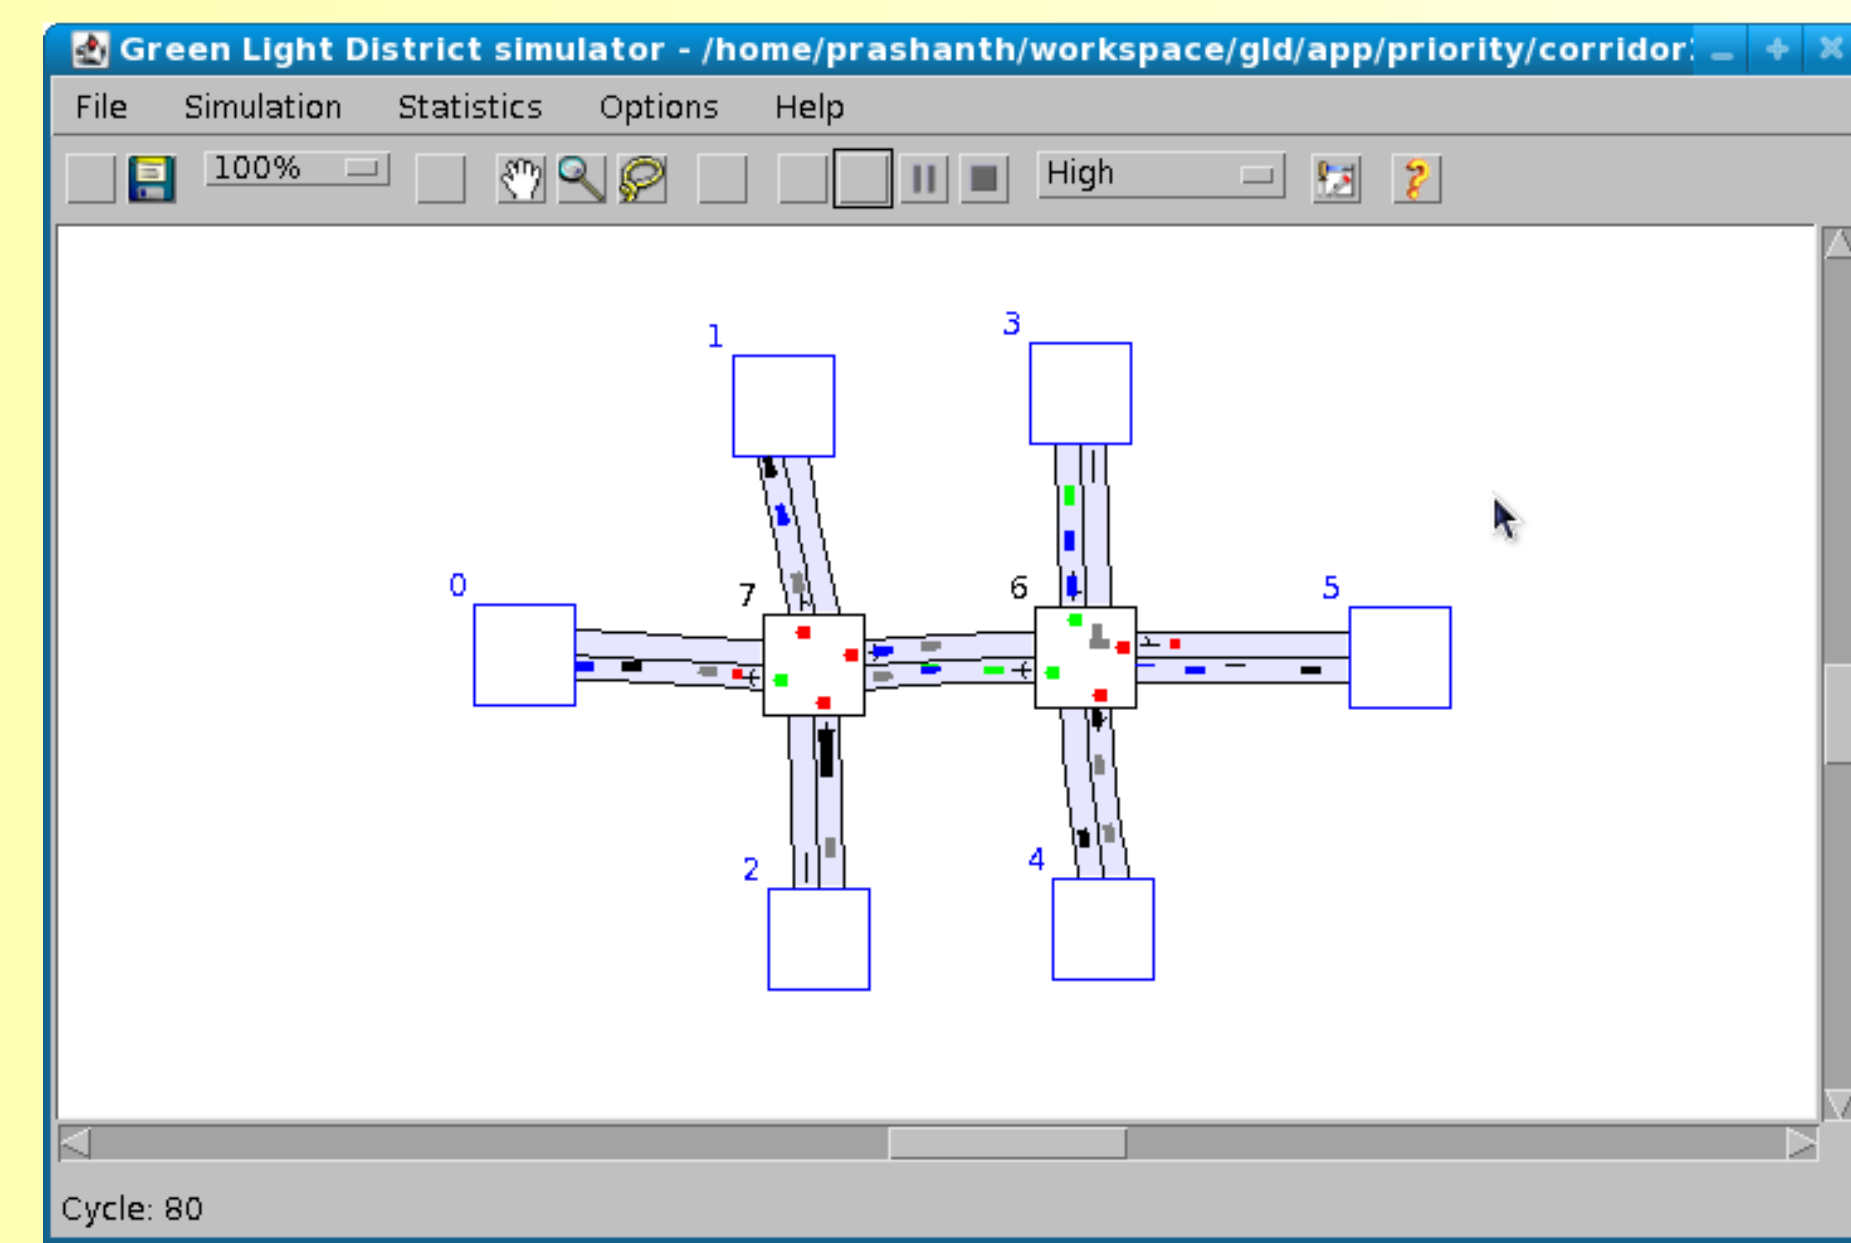 Green Light District simulator - /home/prashanth/workspace/gld/app/priority/corridor
File Simulation Statistics Options Help
100% High
1 3
0 7 6 5
2 4
Cycle: 80